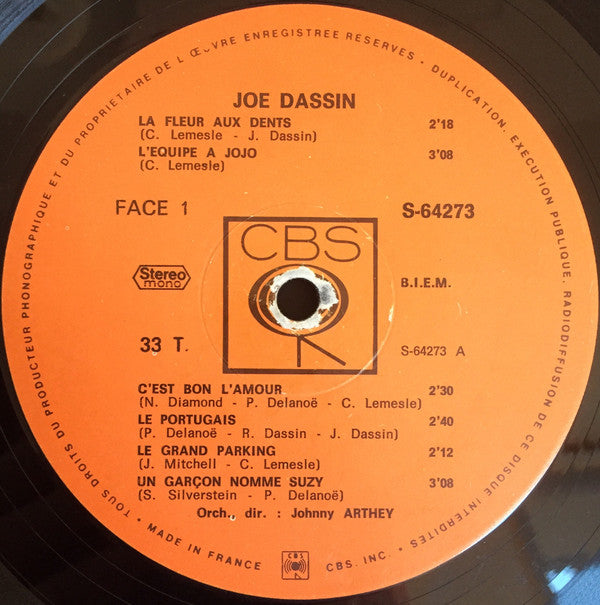 TOUS DROITS DU PRODUCTEUR PHONOGRAPHIQUE ET DU PROPRIETAIRE DE L'ŒUVRE ENREGISTREE RESERVES - DUPLICATION, EXECUTION PUBLIQUE, RADIODIFFUSION DE CE DISQUE INTERDITES •
JOE DASSIN
LA FLEUR AUX DENTS 2'18
(C. Lemesle - J. Dassin)
L'EQUIPE A JOJO 3'08
(C. Lemesle)
FACE 1 S-64273
CBS
Stereo
mono
B.I.E.M.
33 T. S-64273 A
C'EST BON L'AMOUR 2'30
(N. Diamond - P. Delanoë - C. Lemesle)
LE PORTUGAIS 2'40
(P. Delanoë - R. Dassin - J. Dassin)
LE GRAND PARKING 2'12
(J. Mitchell - C. Lemesle)
UN GARÇON NOMME SUZY 3'08
(S. Silverstein - P. Delanoë)
Orch., dir. : Johnny ARTHEY
• MADE IN FRANCE CBS CBS. INC. •